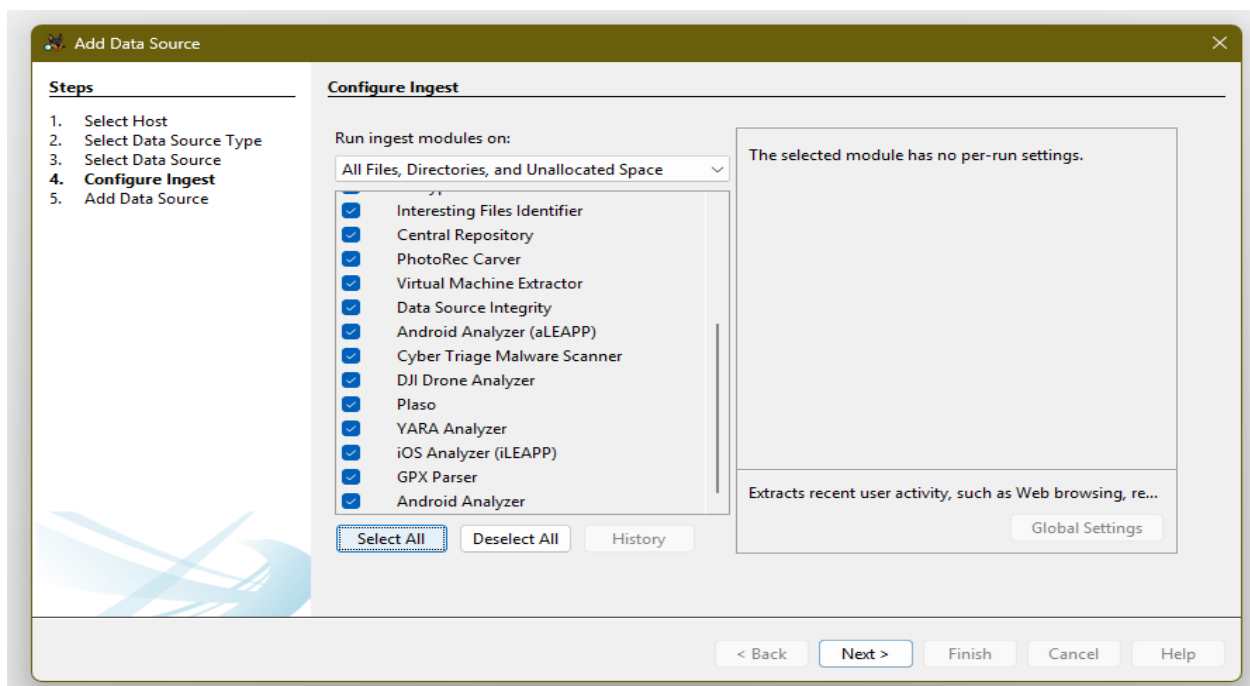 Add Data Source
Steps
1. Select Host
2. Select Data Source Type
3. Select Data Source
4. Configure Ingest
5. Add Data Source
Configure Ingest
Run ingest modules on:
All Files, Directories, and Unallocated Space
Interesting Files Identifier
Central Repository
PhotoRec Carver
Virtual Machine Extractor
Data Source Integrity
Android Analyzer (aLEAPP)
Cyber Triage Malware Scanner
DJI Drone Analyzer
Plaso
YARA Analyzer
iOS Analyzer (iLEAPP)
GPX Parser
Android Analyzer
Select All Deselect All History
The selected module has no per-run settings.
Extracts recent user activity, such as Web browsing, re...
Global Settings
< Back Next > Finish Cancel Help